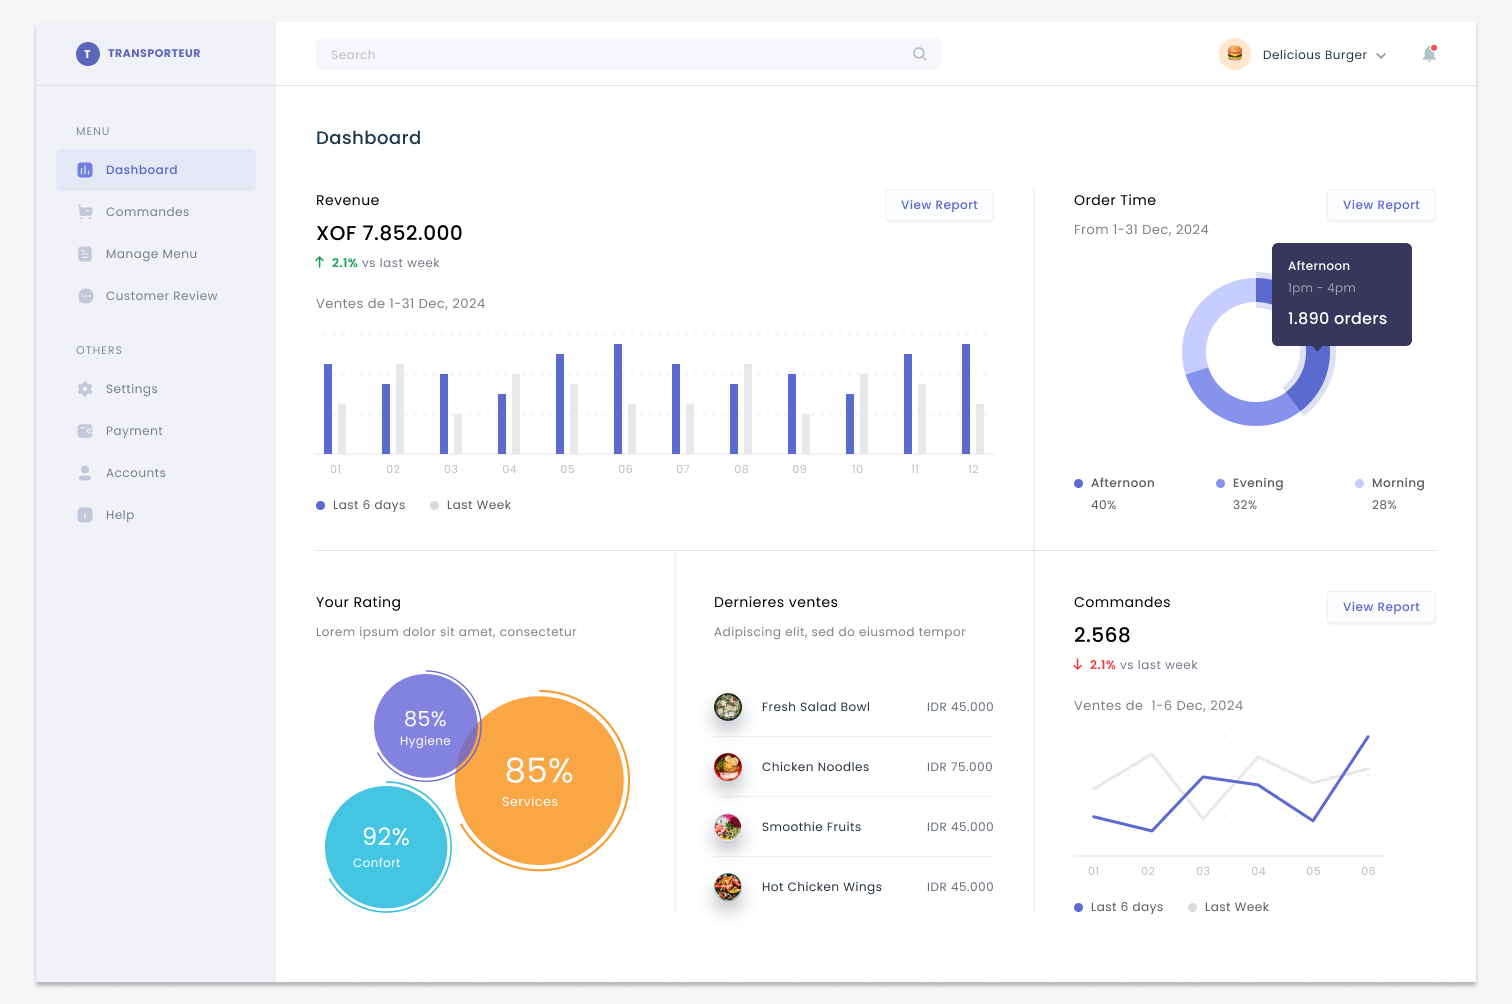 T TRANSPORTEUR
Search
Delicious Burger
MENU
Dashboard
Commandes
Manage Menu
Customer Review
OTHERS
Settings
Payment
Accounts
Help
Dashboard
Revenue
View Report
XOF 7.852.000
2.1% vs last week
Ventes de 1-31 Dec, 2024
01 02 03 04 05 06 07 08 09 10 11 12
Last 6 days Last Week
Order Time
View Report
From 1-31 Dec, 2024
Afternoon
1pm - 4pm
1.890 orders
Afternoon Evening Morning
40% 32% 28%
Your Rating
Lorem ipsum dolor sit amet, consectetur
85%
Hygiene
85%
Services
92%
Confort
Dernieres ventes
Adipiscing elit, sed do eiusmod tempor
Fresh Salad Bowl IDR 45.000
Chicken Noodles IDR 75.000
Smoothie Fruits IDR 45.000
Hot Chicken Wings IDR 45.000
Commandes
View Report
2.568
2.1% vs last week
Ventes de 1-6 Dec, 2024
01 02 03 04 05 06
Last 6 days Last Week